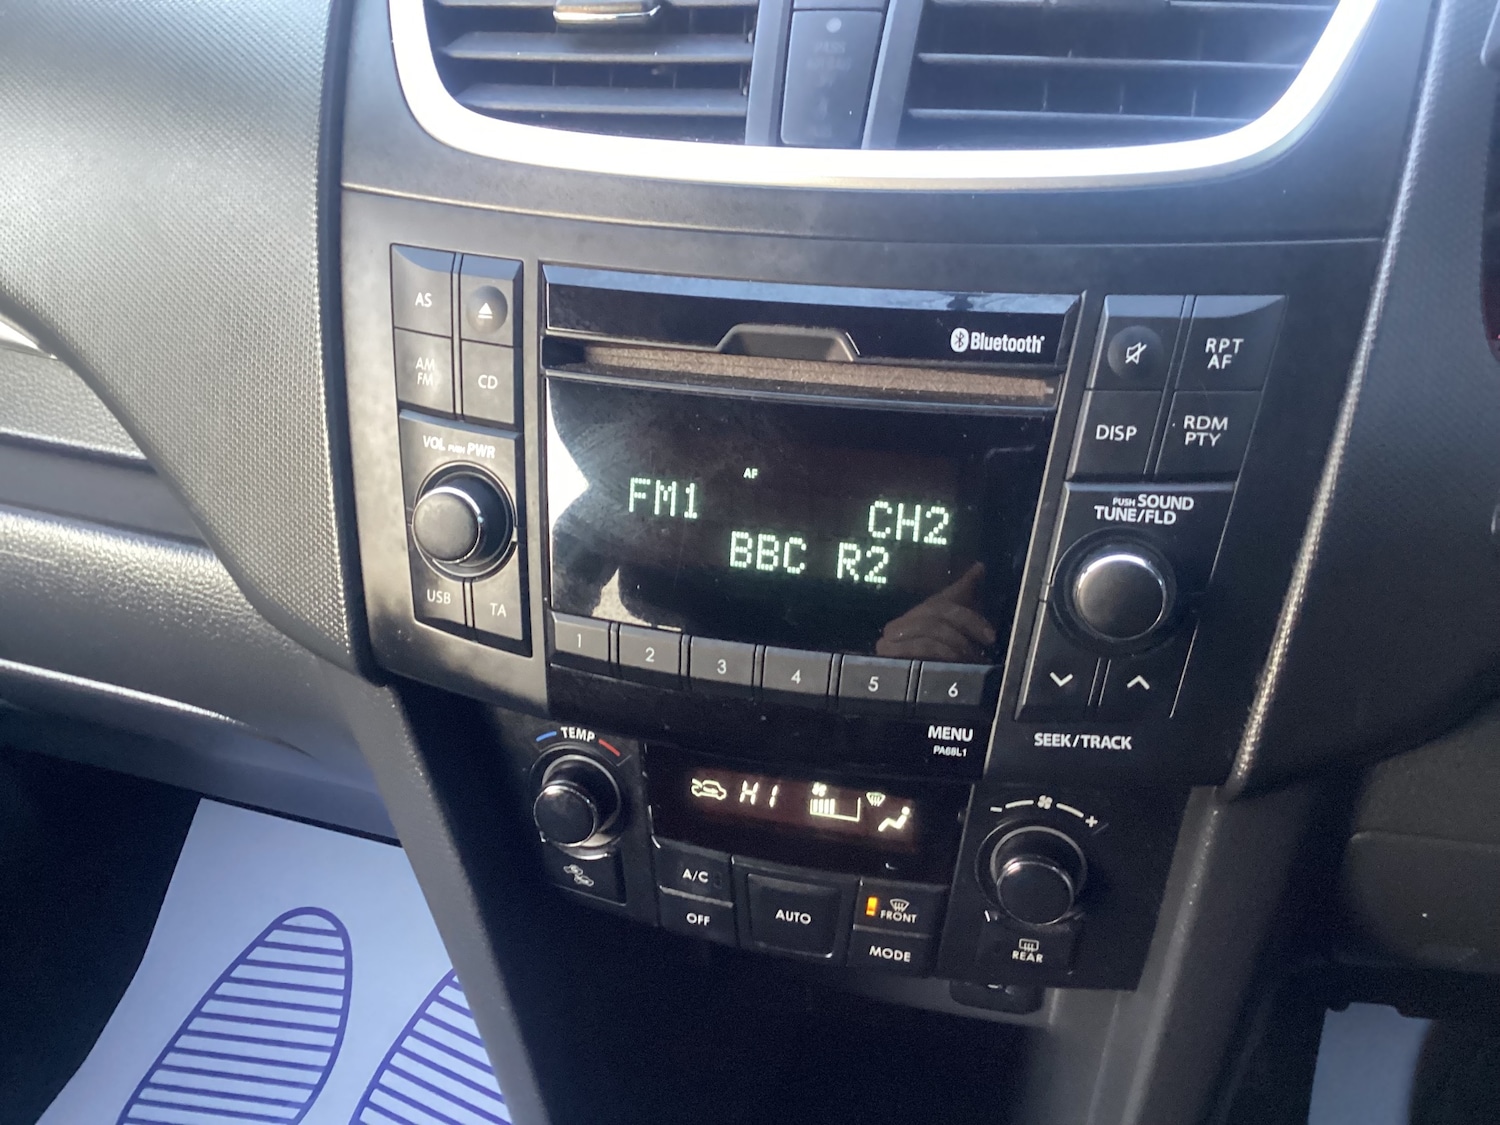 AS
AM
FM
CD
VOL PUSH PWR
USB
TA
Bluetooth
RPT
AF
DISP
RDM
PTY
PUSH SOUND
TUNE/FLD
AF
FM1
CH2
BBC R2
1 2 3 4 5 6
MENU
PA68L1
SEEK/TRACK
TEMP
HI
- +
A/C
OFF
AUTO
FRONT
MODE
REAR